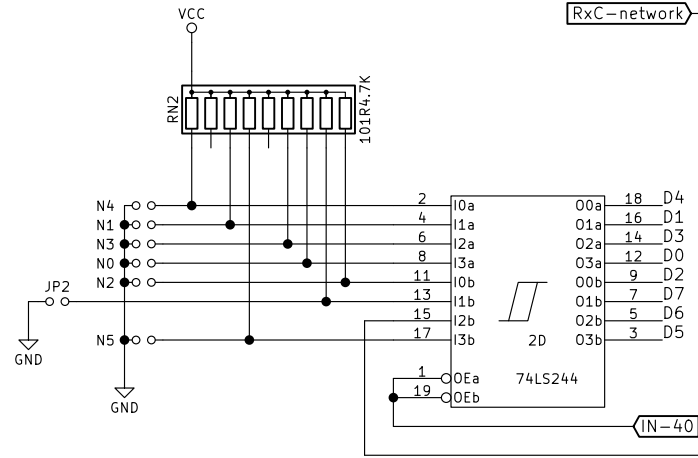 RxC-network
VCC
RN2
101R4.7K
N4
N1
N3
N0
N2
JP2
N5
GND
GND
2 I0a O0a 18 D4
4 I1a O1a 16 D1
6 I2a O2a 14 D3
8 I3a O3a 12 D0
11 I0b O0b 9 D2
13 I1b O1b 7 D7
15 I2b O2b 5 D6
17 I3b O3b 3 D5
2D
1 OEa
74LS244
19 OEb
IN-40